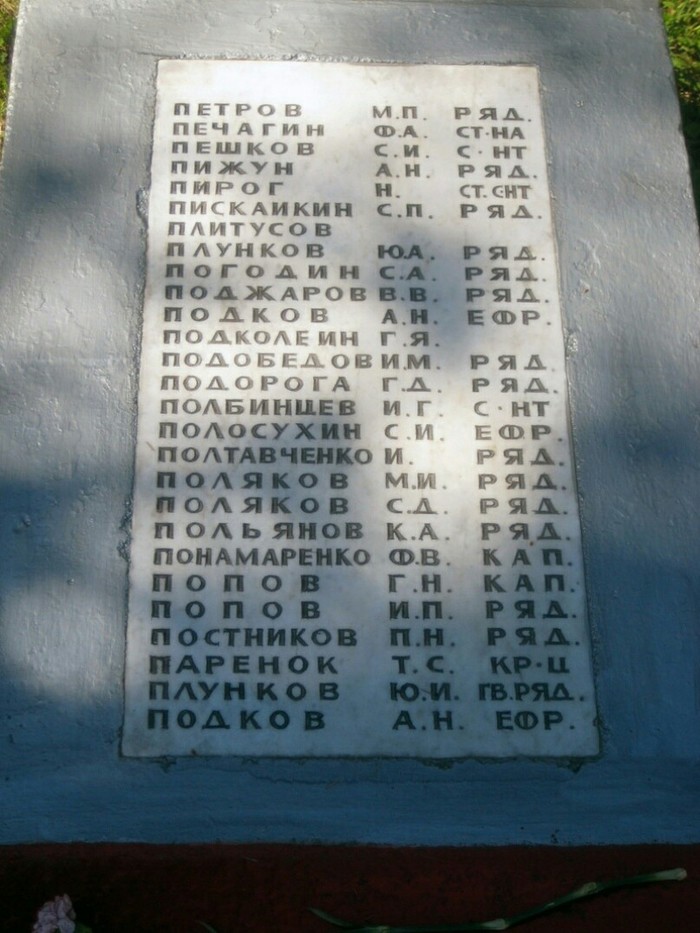 ПЕТРОВ М.П. РЯД.
ПЕЧАГИН Ф.А. СТ-НА
ПЕШКОВ С.И. С-НТ
ПИЖУН А.Н. РЯД.
ПИРОГ Н. СТ.С-НТ
ПИСКАИКИН С.П. РЯД.
ПЛИТУСОВ
ПЛУНКОВ Ю.А. РЯД.
ПОГОДИН С.А. РЯД.
ПОДЖАРОВ В.В. РЯД.
ПОДКОВ А.Н. ЕФР.
ПОДКОЛЕИН Г.Я.
ПОДОБЕДОВ И.М. РЯД.
ПОДОРОГА Г.Д. РЯД.
ПОЛБИНЦЕВ И.Г. С-НТ
ПОЛОСУХИН С.И. ЕФР.
ПОЛТАВЧЕНКО И. РЯД.
ПОЛЯКОВ М.И. РЯД.
ПОЛЯКОВ С.Д. РЯД.
ПОЛЬЯНОВ К.А. РЯД.
ПОНАМАРЕНКО Ф.В. КАП.
ПОПОВ Г.Н. КАП.
ПОПОВ И.П. РЯД.
ПОСТНИКОВ П.Н. РЯД.
ПАРЕНОК Т.С. КР-Ц
ПЛУНКОВ Ю.И. ГВ.РЯД.
ПОДКОВ А.Н. ЕФР.